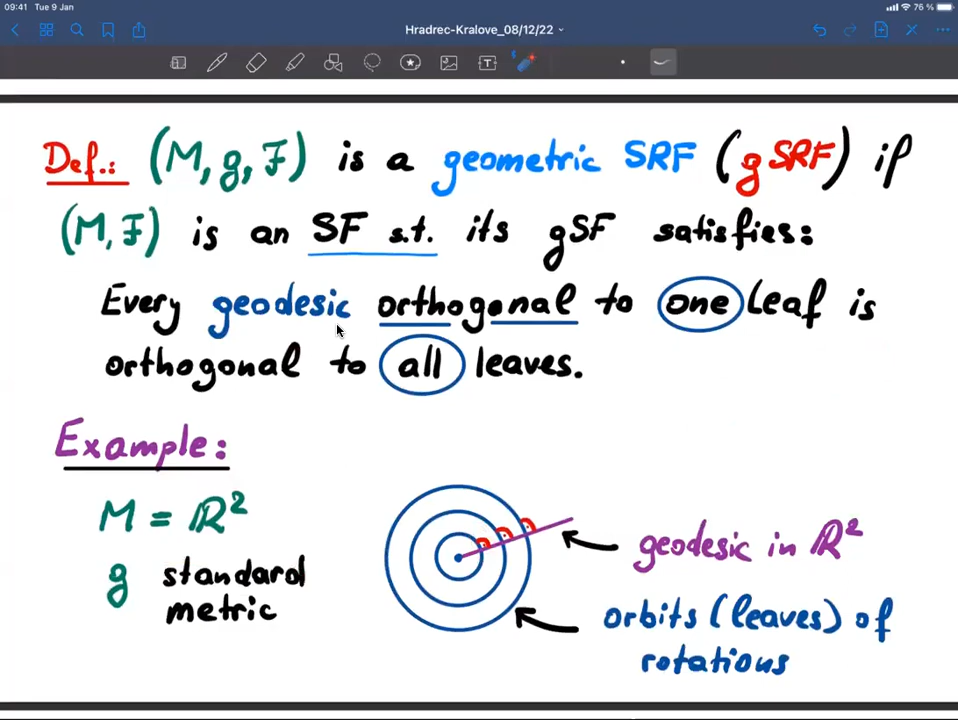 09:41 Tue 9 Jan
76 %
Hradrec-Kralove_08/12/22
Def.: (M, g, F) is a geometric SRF (gSRF) if
(M, F) is an SF s.t. its gSF satisfies:
Every geodesic orthogonal to one leaf is
orthogonal to all leaves.
Example:
M = ℝ²
g standard
metric
geodesic in ℝ²
orbits (leaves) of
rotations